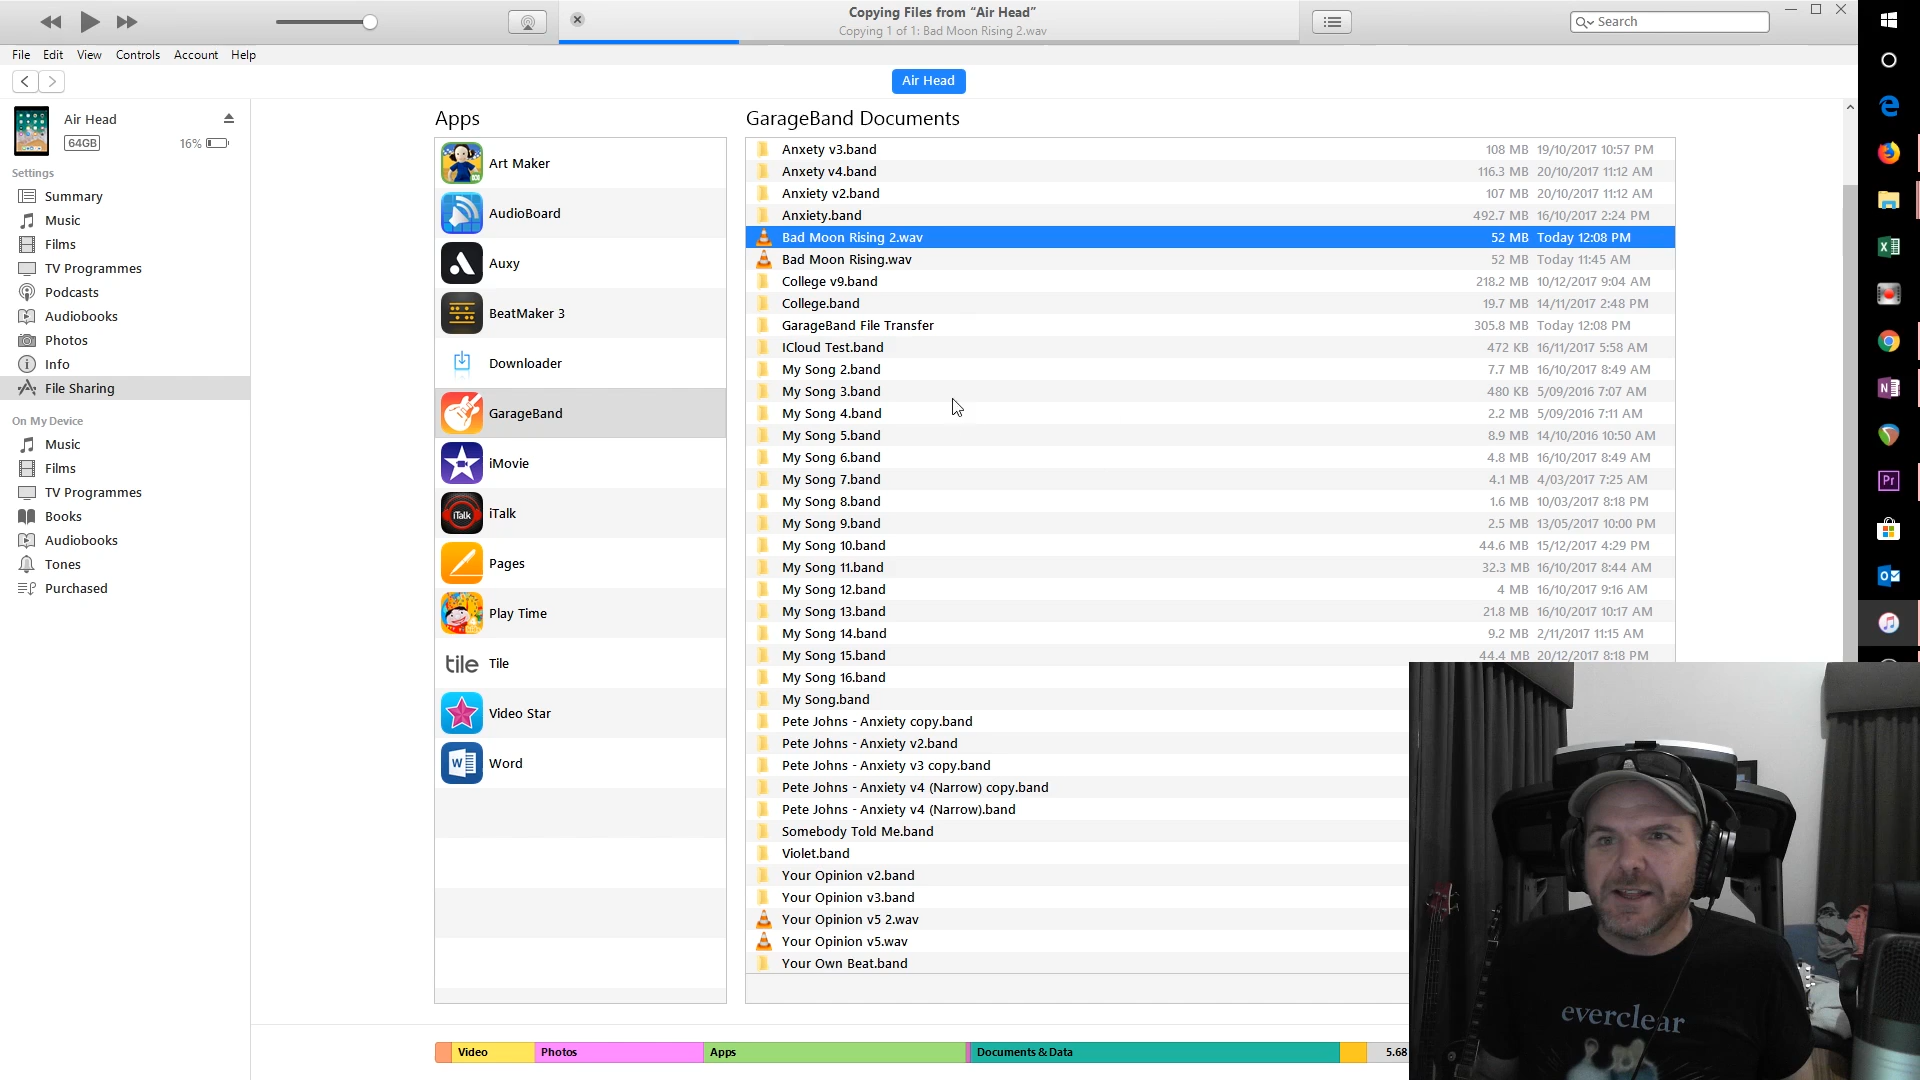 Copying Files from “Air Head”
Copying 1 of 1: Bad Moon Rising 2.wav
Search
File Edit View Controls Account Help
Air Head
Air Head
64GB
16%
Settings
Summary
Music
Films
TV Programmes
Podcasts
Audiobooks
Photos
Info
File Sharing
On My Device
Music
Films
TV Programmes
Books
Audiobooks
Tones
Purchased
Apps
Art Maker
AudioBoard
Auxy
BeatMaker 3
Downloader
GarageBand
iMovie
iTalk
iTalk
Pages
Play Time
tile Tile
Video Star
W Word
GarageBand Documents
Anxety v3.band 108 MB 19/10/2017 10:57 PM
Anxety v4.band 116.3 MB 20/10/2017 11:12 AM
Anxiety v2.band 107 MB 20/10/2017 11:12 AM
Anxiety.band 492.7 MB 16/10/2017 2:24 PM
Bad Moon Rising 2.wav 52 MB Today 12:08 PM
Bad Moon Rising.wav 52 MB Today 11:45 AM
College v9.band 218.2 MB 10/12/2017 9:04 AM
College.band 19.7 MB 14/11/2017 2:48 PM
GarageBand File Transfer 305.8 MB Today 12:08 PM
ICloud Test.band 472 KB 16/11/2017 5:58 AM
My Song 2.band 7.7 MB 16/10/2017 8:49 AM
My Song 3.band 480 KB 5/09/2016 7:07 AM
My Song 4.band 2.2 MB 5/09/2016 7:11 AM
My Song 5.band 8.9 MB 14/10/2016 10:50 AM
My Song 6.band 4.8 MB 16/10/2017 8:49 AM
My Song 7.band 4.1 MB 4/03/2017 7:25 AM
My Song 8.band 1.6 MB 10/03/2017 8:18 PM
My Song 9.band 2.5 MB 13/05/2017 10:00 PM
My Song 10.band 44.6 MB 15/12/2017 4:29 PM
My Song 11.band 32.3 MB 16/10/2017 8:44 AM
My Song 12.band 4 MB 16/10/2017 9:16 AM
My Song 13.band 21.8 MB 16/10/2017 10:17 AM
My Song 14.band 9.2 MB 2/11/2017 11:15 AM
My Song 15.band 44.4 MB 20/12/2017 8:18 PM
My Song 16.band
My Song.band
Pete Johns - Anxiety copy.band
Pete Johns - Anxiety v2.band
Pete Johns - Anxiety v3 copy.band
Pete Johns - Anxiety v4 (Narrow) copy.band
Pete Johns - Anxiety v4 (Narrow).band
Somebody Told Me.band
Violet.band
Your Opinion v2.band
Your Opinion v3.band
Your Opinion v5 2.wav
Your Opinion v5.wav
Your Own Beat.band
Video Photos Apps Documents & Data 5.68
Pr
everclear